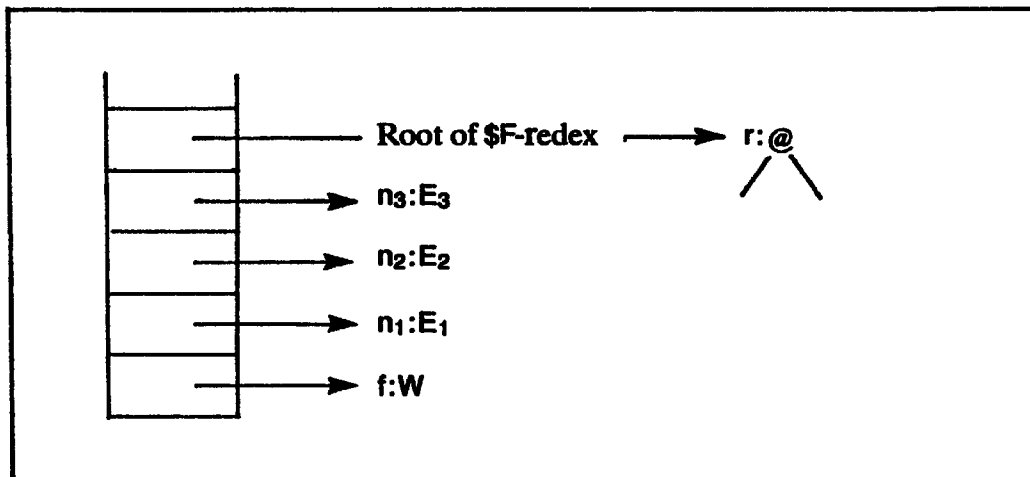 Root of $F-redex r:@
n₃:E₃
n₂:E₂
n₁:E₁
f:W